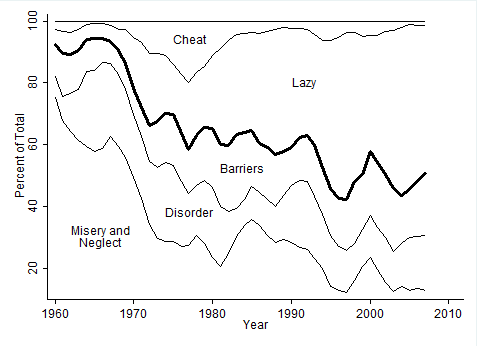 100
80
60
40
20
Percent of Total
Cheat
Lazy
Barriers
Disorder
Misery and
Neglect
1960 1970 1980 1990 2000 2010
Year